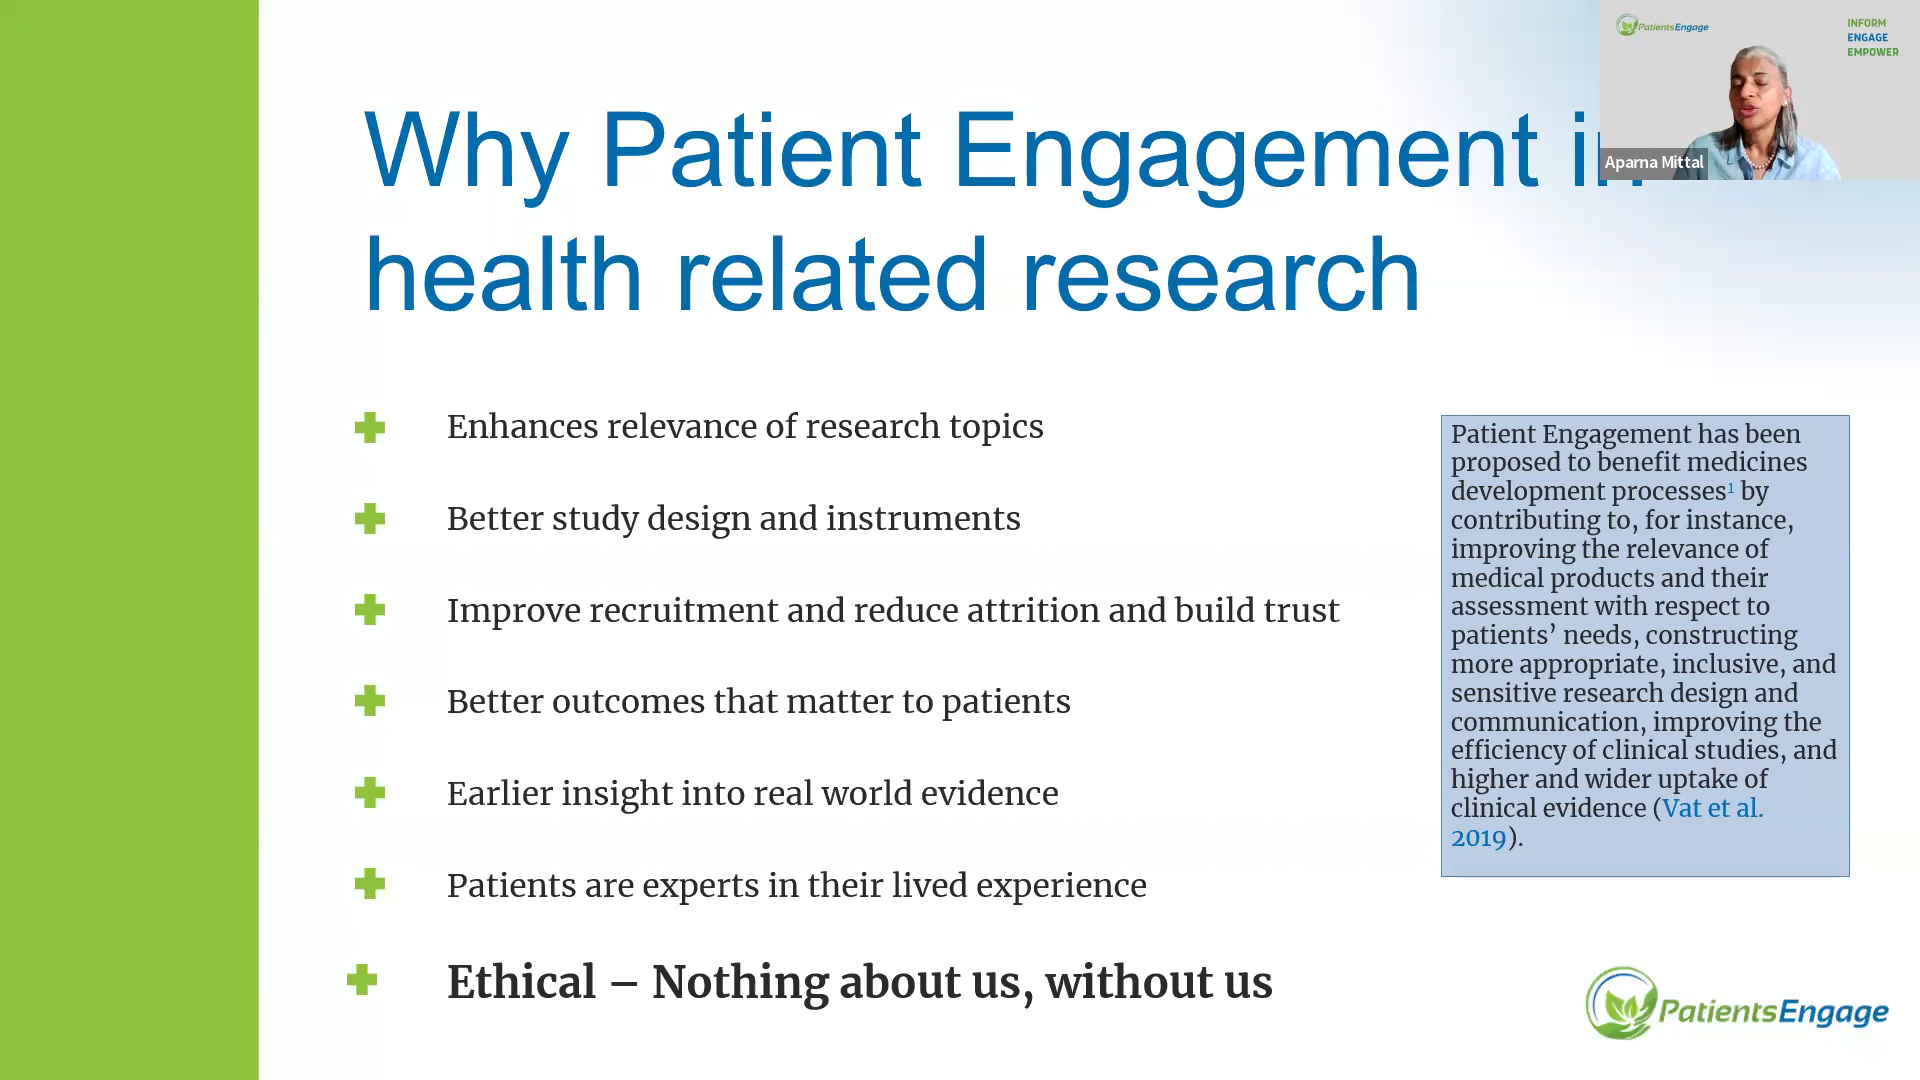 PatientsEngage
INFORM
ENGAGE
EMPOWER
Aparna Mittal
Why Patient Engagement in
health related research
Enhances relevance of research topics
Better study design and instruments
Improve recruitment and reduce attrition and build trust
Better outcomes that matter to patients
Earlier insight into real world evidence
Patients are experts in their lived experience
Ethical – Nothing about us, without us
Patient Engagement has been
proposed to benefit medicines
development processes¹ by
contributing to, for instance,
improving the relevance of
medical products and their
assessment with respect to
patients’ needs, constructing
more appropriate, inclusive, and
sensitive research design and
communication, improving the
efficiency of clinical studies, and
higher and wider uptake of
clinical evidence (Vat et al.
2019).
PatientsEngage